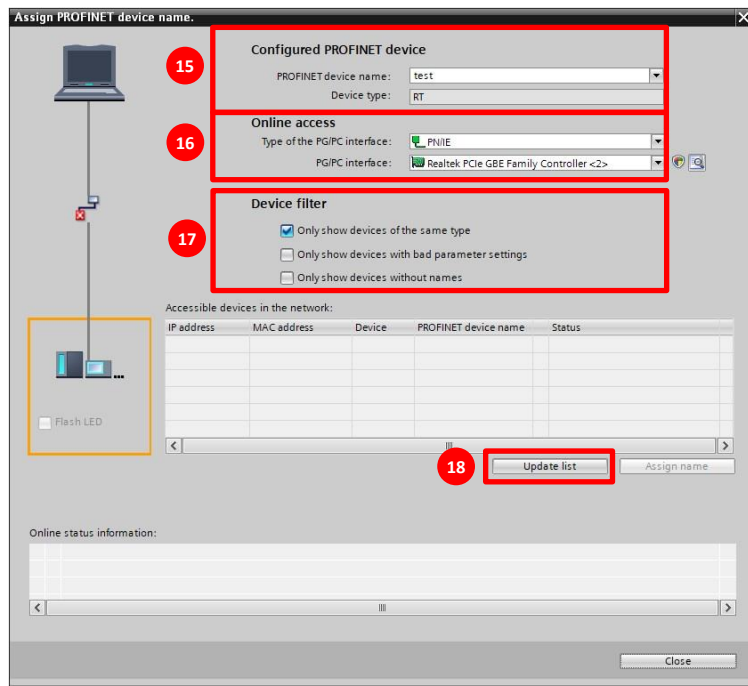 Assign PROFINET device name.
15
Configured PROFINET device
PROFINET device name: test
Device type: RT
16
Online access
Type of the PG/PC interface: PN/IE
PG/PC interface: Realtek PCIe GBE Family Controller <2>
17
Device filter
Only show devices of the same type
Only show devices with bad parameter settings
Only show devices without names
Accessible devices in the network:
IP address MAC address Device PROFINET device name Status
...
Flash LED
18
Update list Assign name
Online status information:
Close